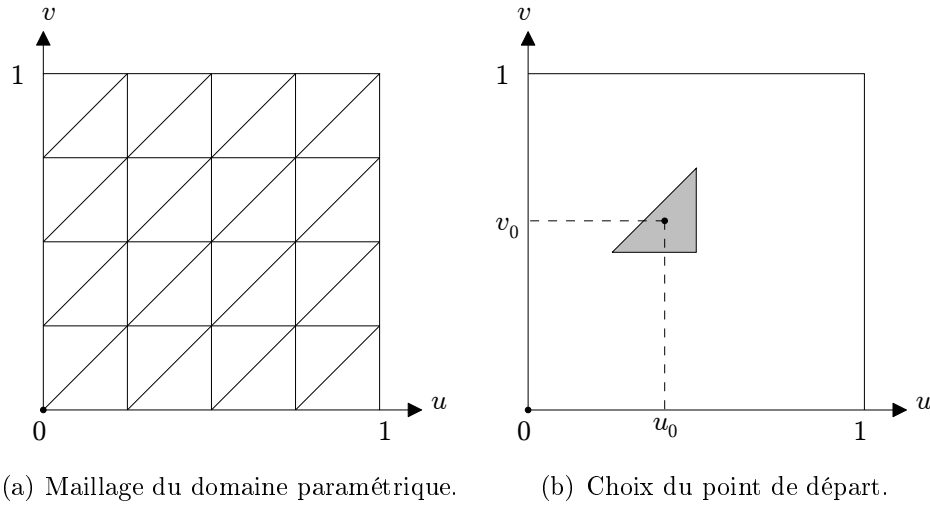 v
1
0
1
u
(a) Maillage du domaine paramétrique.
v
1
v₀
0
u₀
1
u
(b) Choix du point de départ.